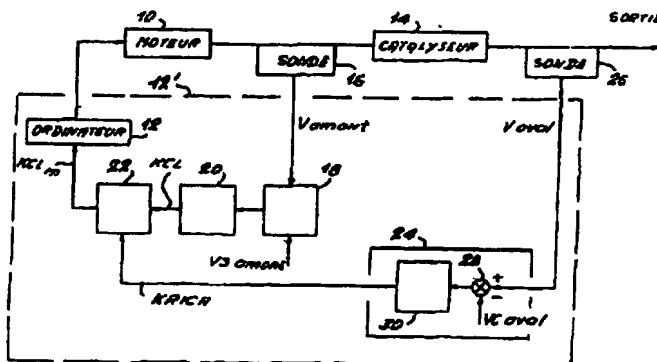 SORTIE
10
14
MOTEUR
CATALYSEUR
SONDE
SONDE
16
26
12'
ORDINATEUR
12
Vamont
Vaval
KCLm
22
KCL
20
18
24
VS amont
28
+
-
KRICR
30
VC aval